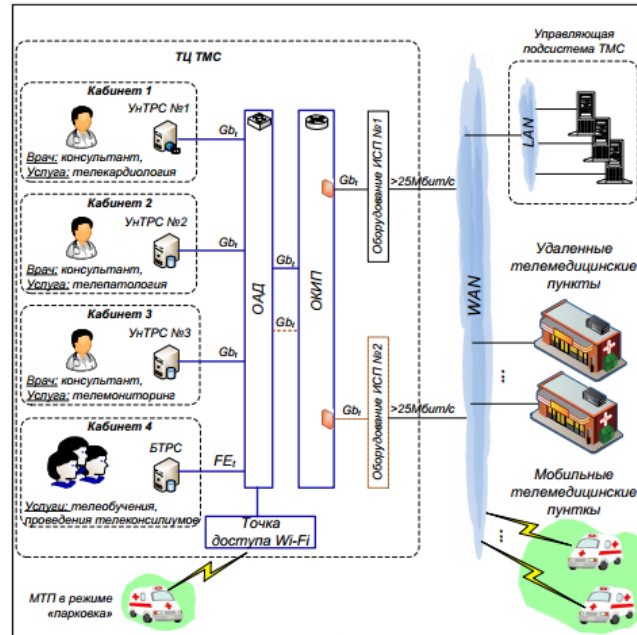 ТЦ ТМС
Кабинет 1
УнТРС №1
Врач: консультант,
Услуга: телекардиология
Gbt
Кабинет 2
УнТРС №2
Врач: консультант,
Услуга: телепатология
Gbt
Кабинет 3
УнТРС №3
Врач: консультант,
Услуга: телемониторинг
Gbt
Кабинет 4
БТРС
Услуги: телеобучения,
проведения телеконсилиумов
FEt
ОАД
Gbt
Gbt
ОКИП
Gbt
Gbt
Оборудование ИСП №1
Оборудование ИСП №2
>25Мбит/с
>25Мбит/с
Точка
доступа Wi-Fi
МТП в режиме
«парковка»
WAN
Управляющая
подсистема ТМС
LAN
Удаленные
телемедицинские
пункты
...
Мобильные
телемедицинские
пунткы
...